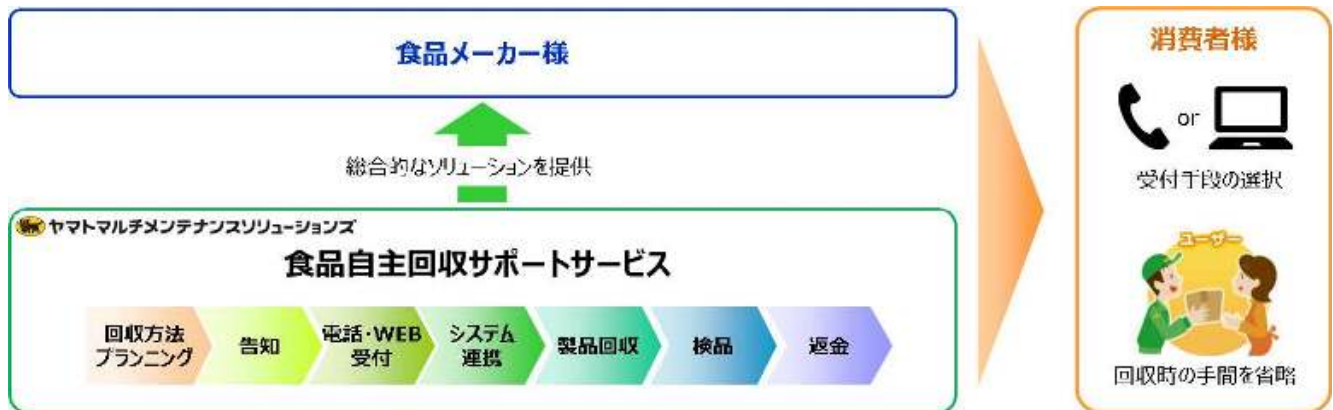 食品メーカー様
総合的なソリューションを提供
ヤマトマルチメンテナンスソリューションズ
食品自主回収サポートサービス
回収方法
プランニング
告知
電話・WEB
受付
システム
連携
製品回収
検品
返金
消費者様
or
受付手段の選択
ユーザー
回収時の手間を省略